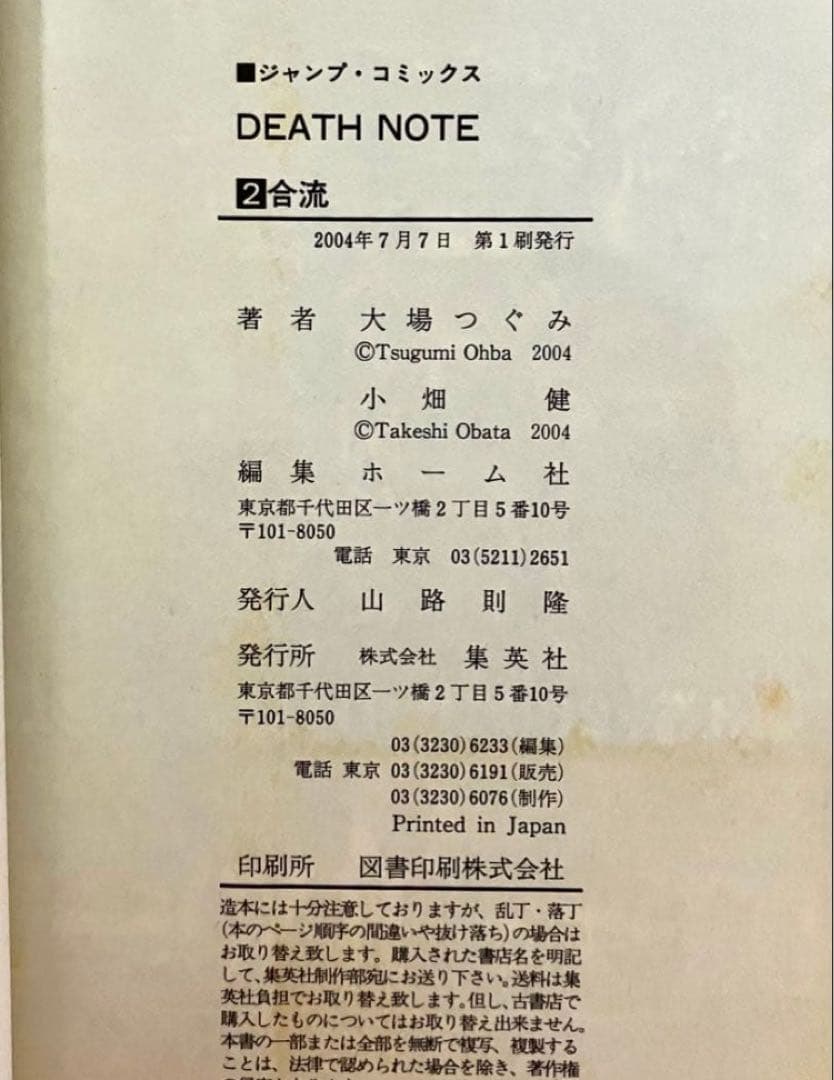 ■ジャンプ・コミックス
DEATH NOTE
2合流
2004年7月7日 第1刷発行
著者 大場つぐみ
©Tsugumi Ohba 2004
小畑 健
©Takeshi Obata 2004
編集 ホーム社
東京都千代田区一ツ橋2丁目5番10号
〒101-8050
電話 東京 03(5211)2651
発行人 山路則隆
発行所 株式会社 集英社
東京都千代田区一ツ橋2丁目5番10号
〒101-8050
03(3230)6233(編集)
電話 東京 03(3230)6191(販売)
03(3230)6076(制作)
Printed in Japan
印刷所 図書印刷株式会社
造本には十分注意しておりますが、乱丁・落丁
(本のページ順序の間違いや抜け落ち)の場合は
お取り替え致します。購入された書店名を明記
して、集英社制作部宛にお送り下さい。送料は集
英社負担でお取り替え致します。但し、古書店で
購入したものについてはお取り替え出来ません。
本書の一部または全部を無断で複写、複製する
ことは、法律で認められた場合を除き、著作権